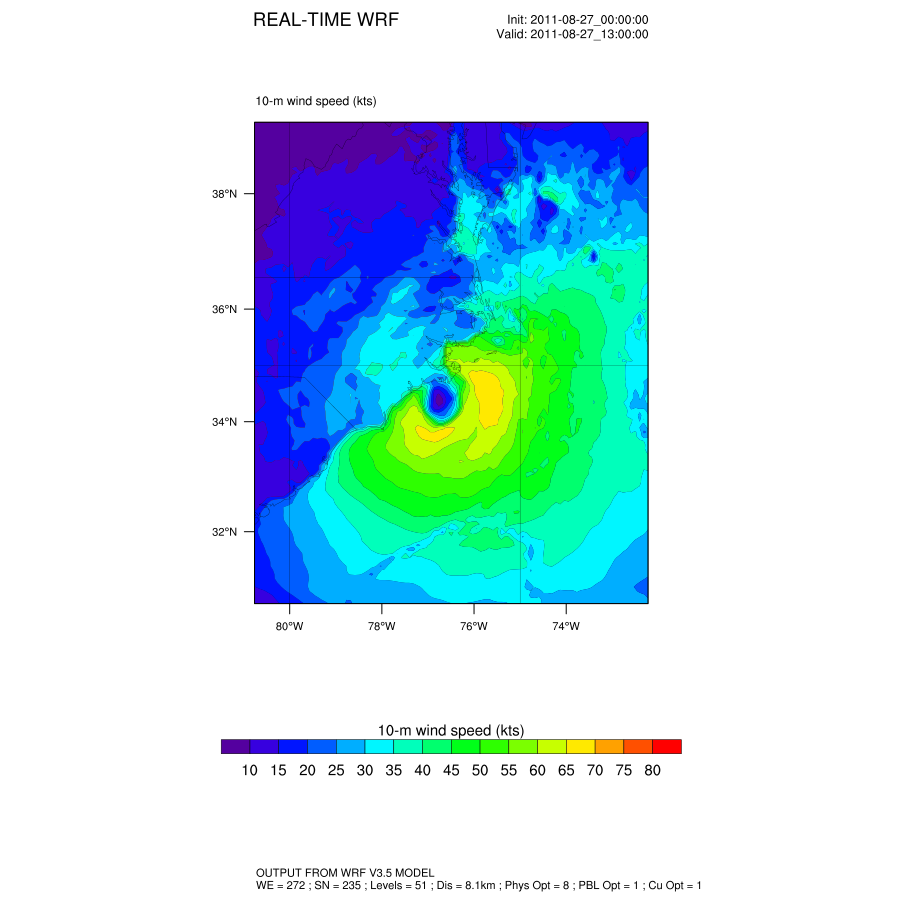 REAL-TIME WRF
Init: 2011-08-27_00:00:00
Valid: 2011-08-27_13:00:00
10-m wind speed (kts)
38°N
36°N
34°N
32°N
80°W 78°W 76°W 74°W
10-m wind speed (kts)
10 15 20 25 30 35 40 45 50 55 60 65 70 75 80
OUTPUT FROM WRF V3.5 MODEL
WE = 272 ; SN = 235 ; Levels = 51 ; Dis = 8.1km ; Phys Opt = 8 ; PBL Opt = 1 ; Cu Opt = 1